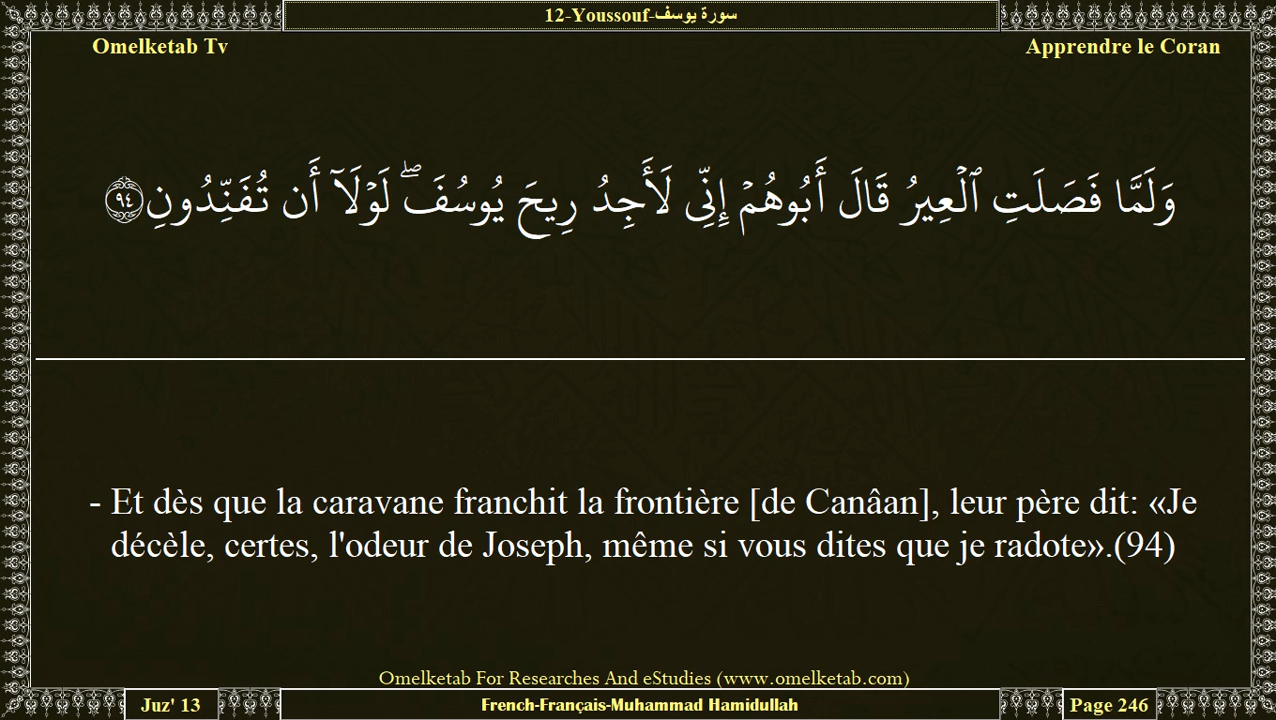 12-Youssouf-سورة يوسف
Omelketab Tv
Apprendre le Coran
وَلَمَّا فَصَلَتِ ٱلْعِيرُ قَالَ أَبُوهُمْ إِنِّى لَأَجِدُ رِيحَ يُوسُفَ ۖ لَوْلَآ أَن تُفَنِّدُونِ ٩٤
- Et dès que la caravane franchit la frontière [de Canâan], leur père dit: «Je
décèle, certes, l'odeur de Joseph, même si vous dites que je radote».(94)
Omelketab For Researches And eStudies (www.omelketab.com)
Juz' 13
French-Français-Muhammad Hamidullah
Page 246